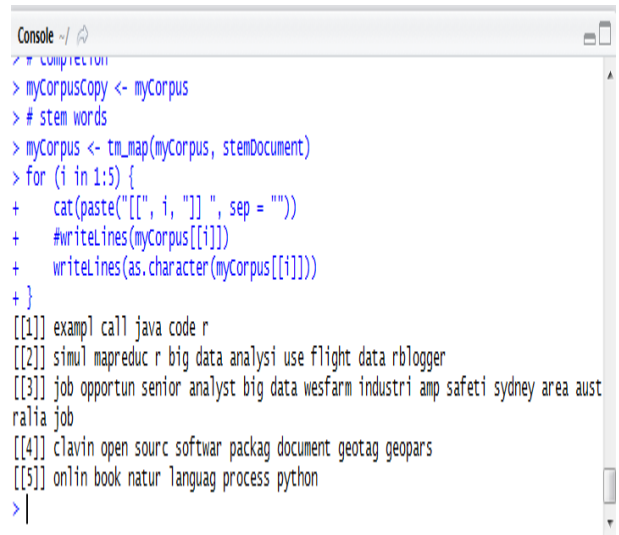 Console ~/
> # completion
> myCorpusCopy <- myCorpus
> # stem words
> myCorpus <- tm_map(myCorpus, stemDocument)
> for (i in 1:5) {
+     cat(paste("[[", i, "]] ", sep = ""))
+     #writeLines(myCorpus[[i]])
+     writeLines(as.character(myCorpus[[i]]))
+ }
[[1]] exampl call java code r
[[2]] simul mapreduc r big data analysi use flight data rblogger
[[3]] job opportun senior analyst big data wesfarm industri amp safeti sydney area aust
ralia job
[[4]] clavin open sourc softwar packag document geotag geopars
[[5]] onlin book natur languag process python
>